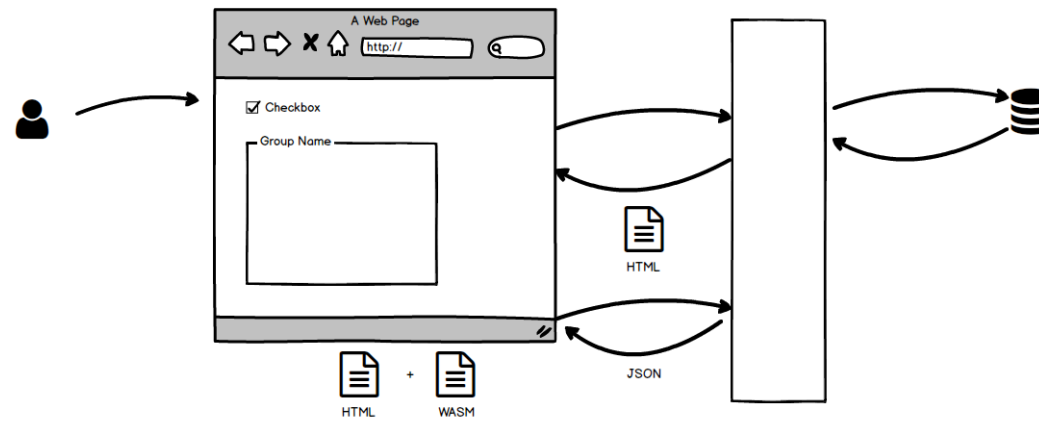 A Web Page
http://
Checkbox
Group Name
HTML
JSON
HTML
+
WASM